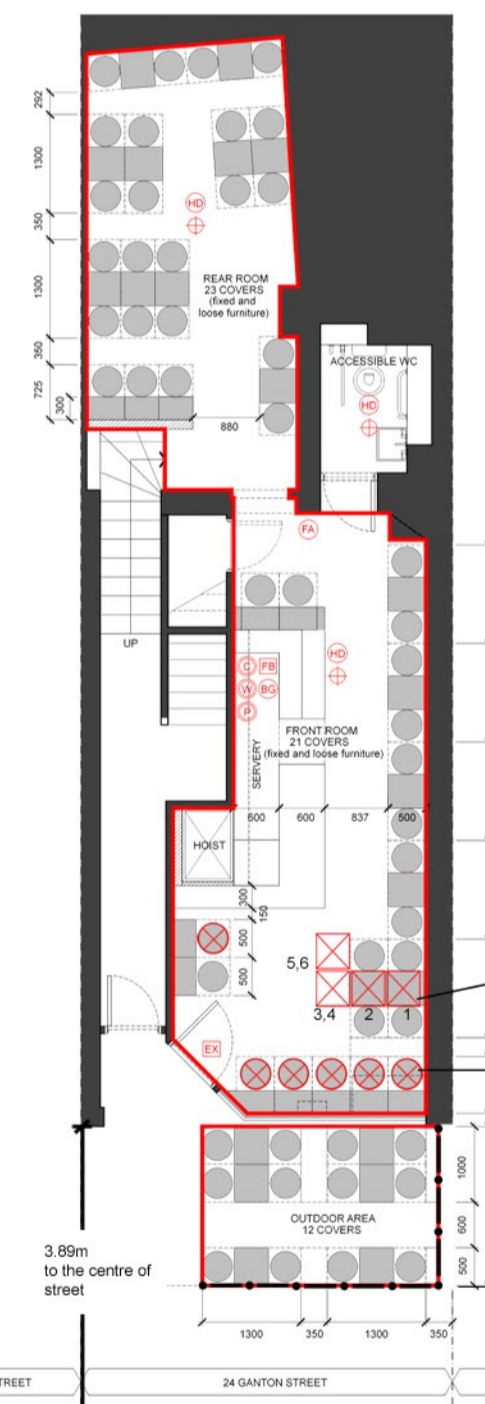 292
1300
350
1300
350
725
300
HD
REAR ROOM
23 COVERS
(fixed and
loose furniture)
880
ACCESSIBLE WC
HD
FA
UP
C
FB
W
BG
P
HD
SERVERY
FRONT ROOM
21 COVERS
(fixed and loose furniture)
600
600
837
500
HOIST
300
150
500
500
5,6
3,4
2
1
EX
OUTDOOR AREA
12 COVERS
1000
600
500
3.89m
to the centre of
street
1300
350
1300
350
TREET
24 GANTON STREET